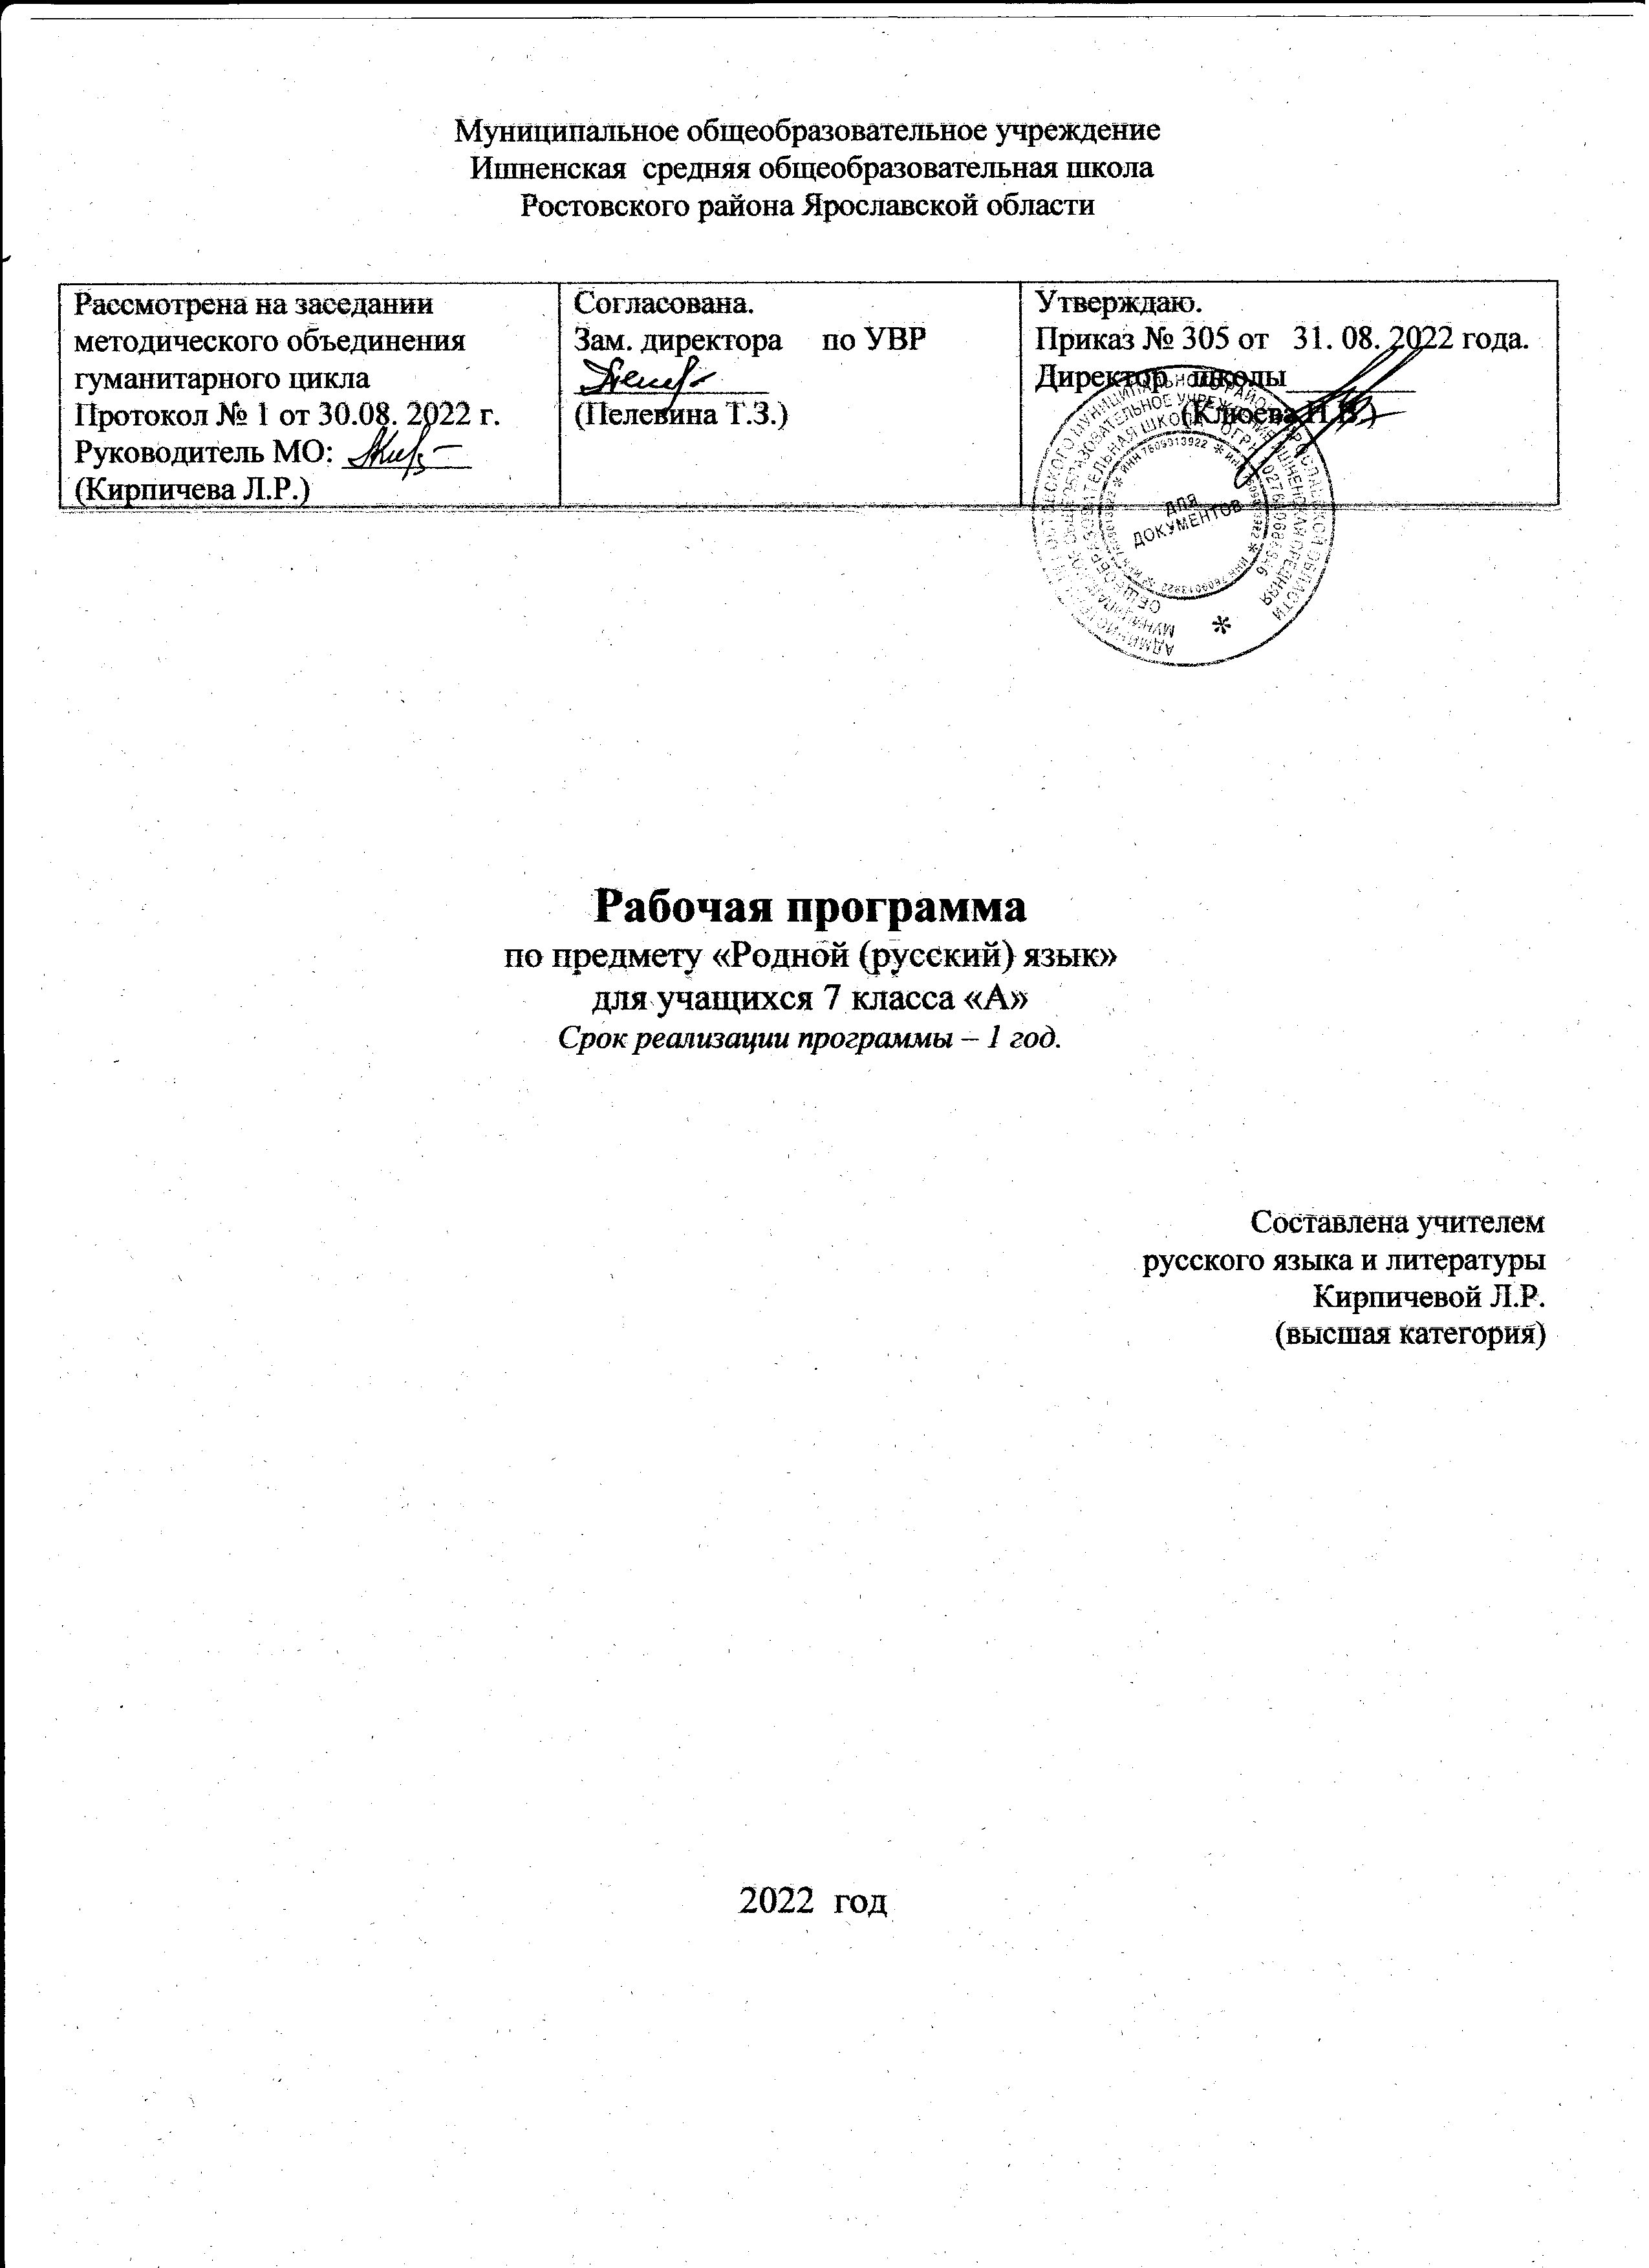 Муниципальное общеобразовательное учреждение
Ишненская средняя общеобразовательная школа
Ростовского района Ярославской области
Рассмотрена на заседании
методического объединения
гуманитарного цикла
Протокол № 1 от 30.08. 2022 г.
Руководитель МО:
(Кирпичева Л.Р.)
Согласована.
Зам. директора по УВР
(Пелевина Т.З.)
Утверждаю.
Приказ № 305 от 31. 08. 2022 года.
Директор школы
(Клюева Н.В.)
ДЛЯ
ДОКУМЕНТОВ
ИНН 7609013922
Рабочая программа
по предмету «Родной (русский) язык»
для учащихся 7 класса «А»
Срок реализации программы – 1 год.
Составлена учителем
русского языка и литературы
Кирпичевой Л.Р.
(высшая категория)
2022 год